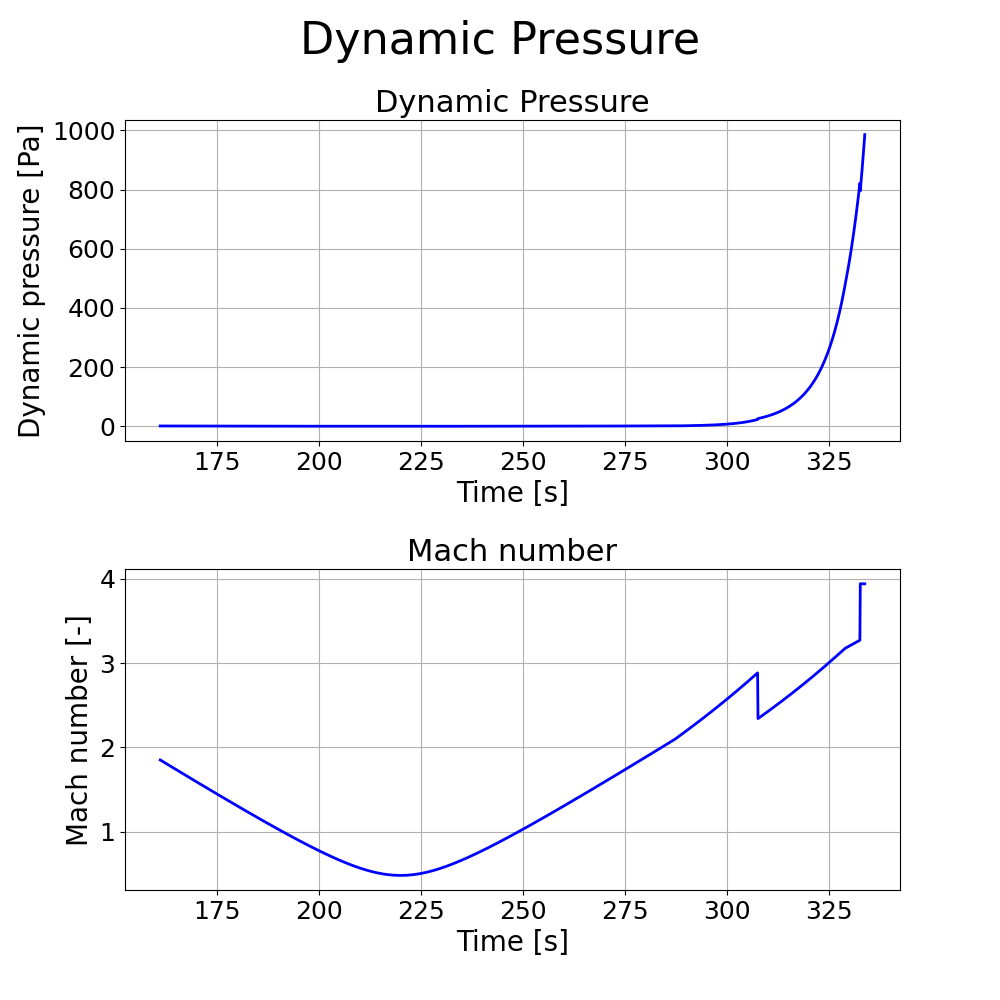 Dynamic Pressure
Dynamic Pressure
Dynamic pressure [Pa]
1000
800
600
400
200
0
175 200 225 250 275 300 325
Time [s]
Mach number
Mach number [-]
4
3
2
1
175 200 225 250 275 300 325
Time [s]